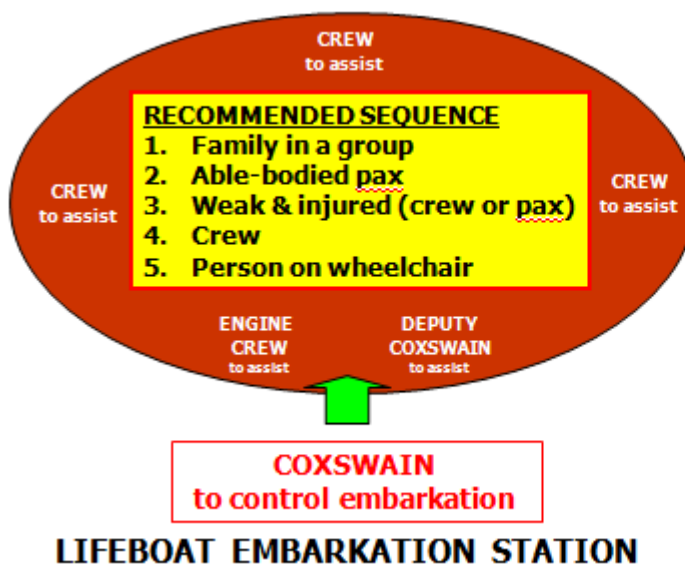 CREW
to assist
RECOMMENDED SEQUENCE
1. Family in a group
2. Able-bodied pax
3. Weak & injured (crew or pax)
4. Crew
5. Person on wheelchair
CREW
to assist
CREW
to assist
ENGINE
CREW
to assist
DEPUTY
COXSWAIN
to assist
COXSWAIN
to control embarkation
LIFEBOAT EMBARKATION STATION